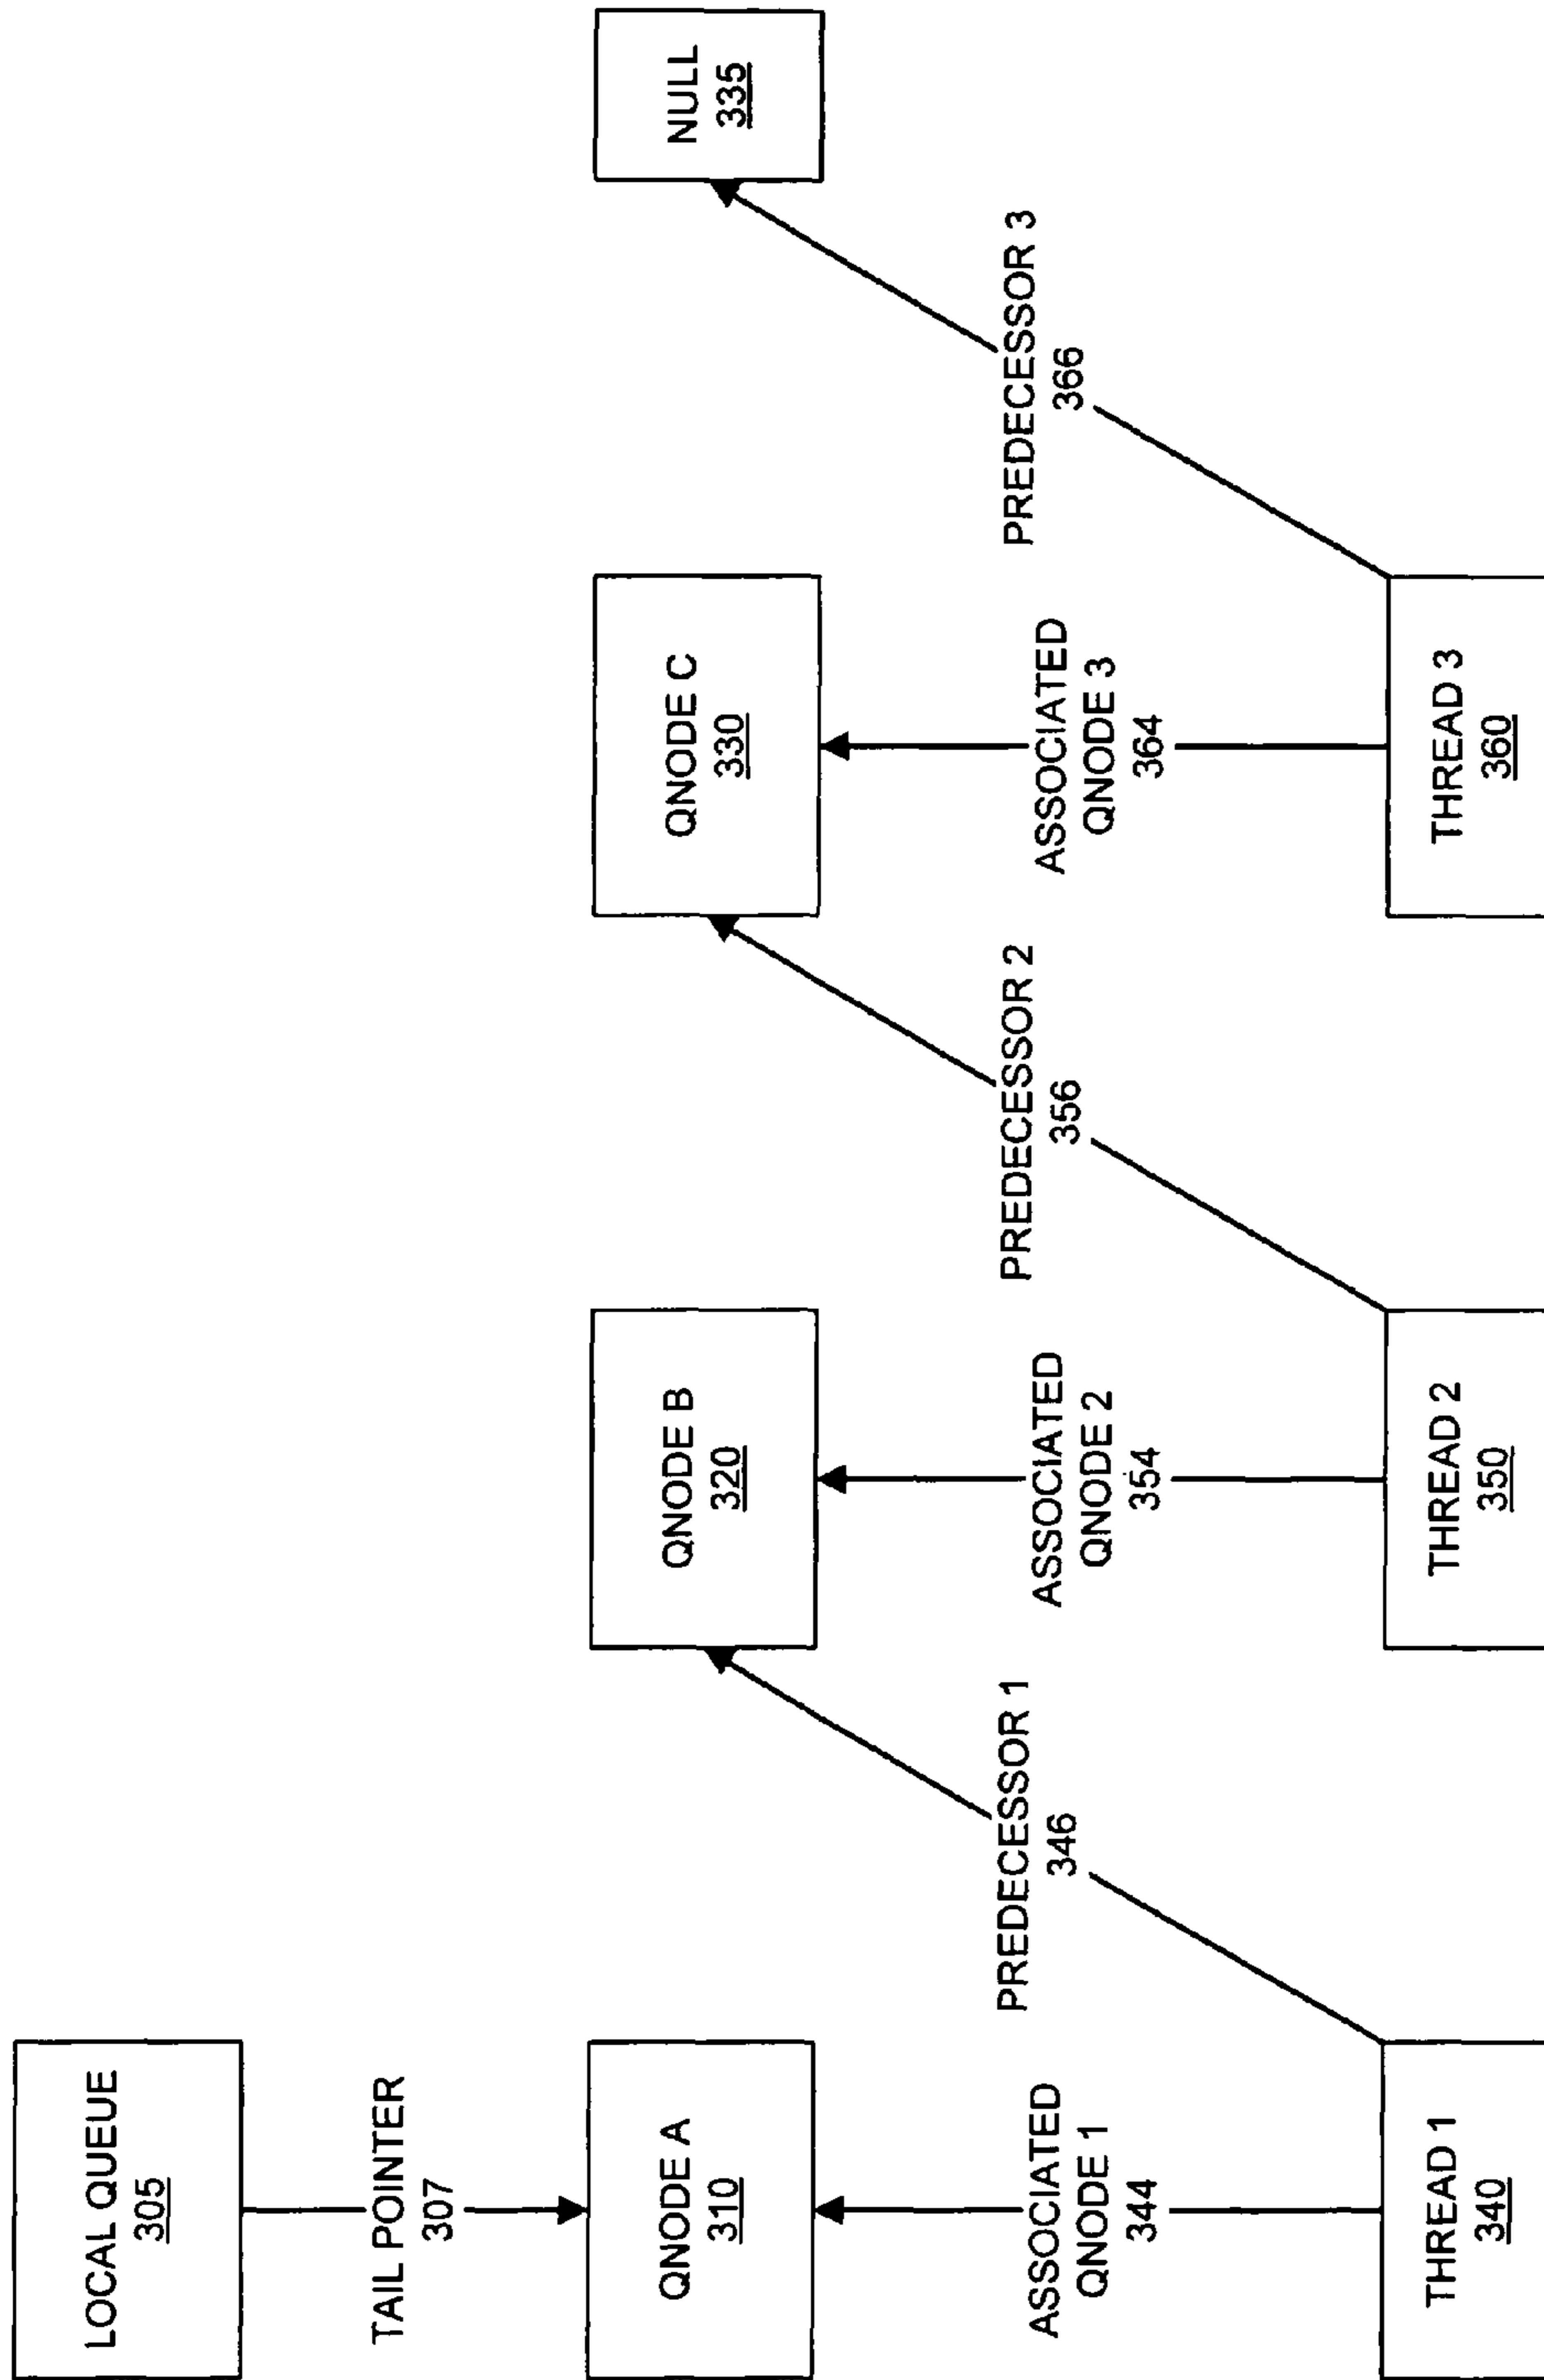 LOCAL QUEUE
305
TAIL POINTER
307
QNODE A
310
QNODE B
320
QNODE C
330
NULL
335
PREDECESSOR 1
346
PREDECESSOR 2
356
PREDECESSOR 3
366
ASSOCIATED
QNODE 1
344
ASSOCIATED
QNODE 2
354
ASSOCIATED
QNODE 3
364
THREAD 1
340
THREAD 2
350
THREAD 3
360